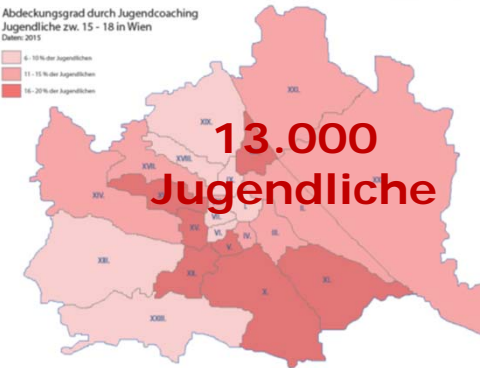 Abdeckungsgrad durch Jugendcoaching
Jugendliche zw. 15 - 18 in Wien
Daten: 2015
6 - 10 % der Jugendlichen
11 - 15 % der Jugendlichen
16 - 20 % der Jugendlichen
XXI.
XIX.
13.000
XVIII.
XVII.
IX.
Jugendliche
XIV.
I.
II.
VII.
VI.
IV.
III.
XV.
V.
XIII.
XII.
X.
XI.
XXIII.